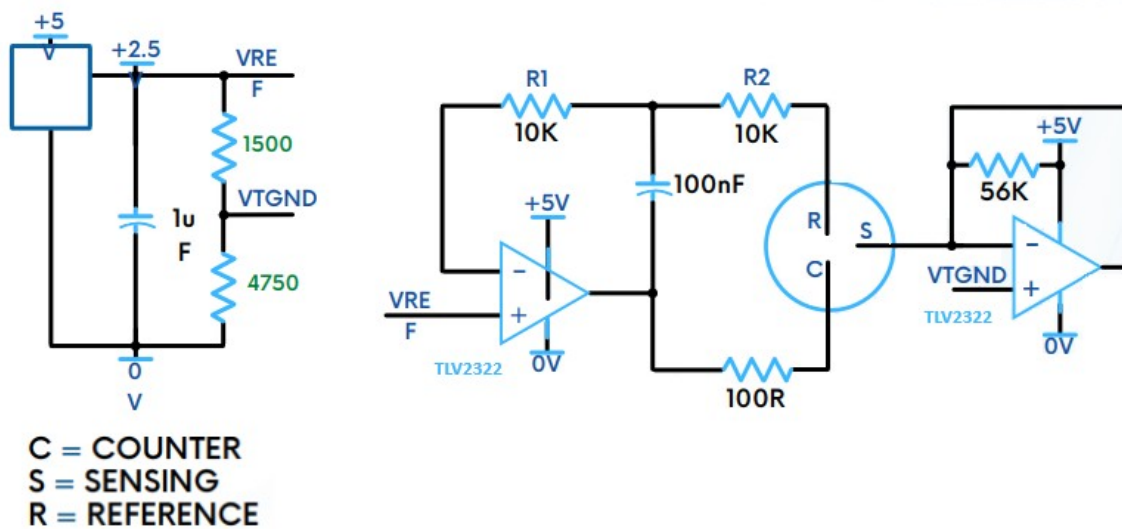 +5
V
+2.5
V
VRE
F
1500
VTGND
1u
F
4750
0
V
R1
10K
R2
10K
100nF
+5V
-
+
VRE
F
TLV2322
0V
100R
R
S
C
+5V
56K
-
VTGND
+
TLV2322
0V
C = COUNTER
S = SENSING
R = REFERENCE